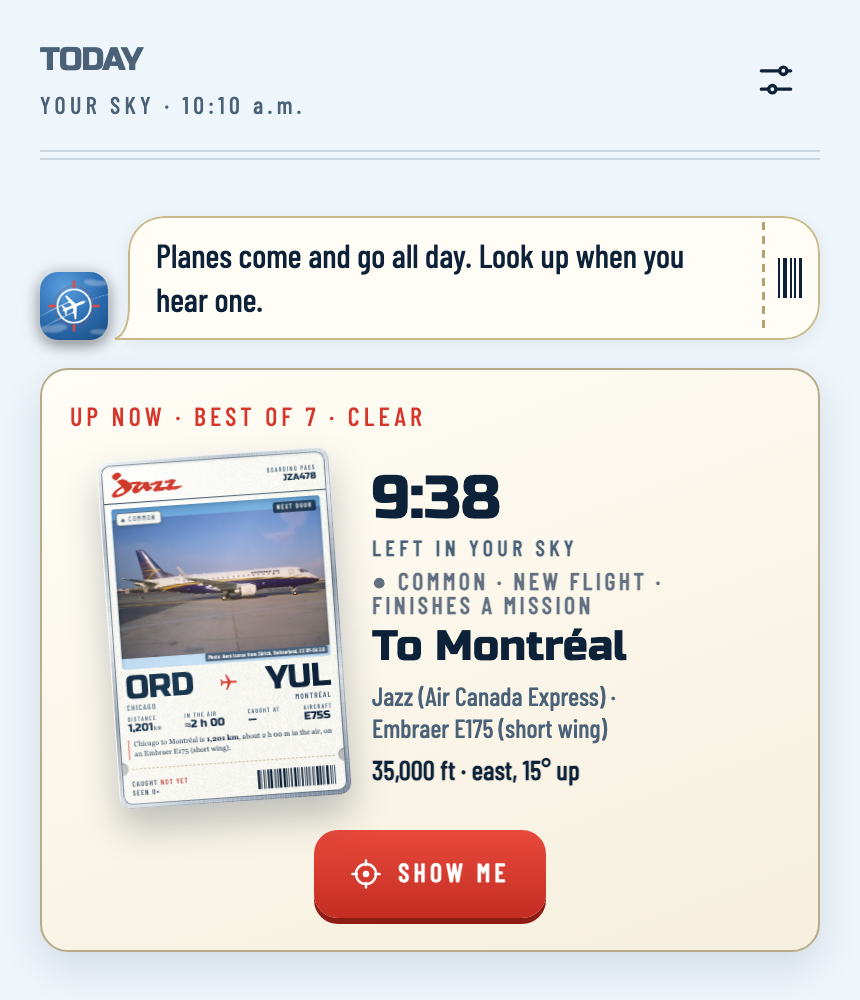 TODAY
YOUR SKY · 10:10 a.m.
Planes come and go all day. Look up when you
hear one.
UP NOW · BEST OF 7 · CLEAR
Jazz
BOARDING PASS
JZA478
COMMON
NEXT DOOR
ORD
YUL
CHICAGO
MONTRÉAL
DISTANCE
1,201km
IN THE AIR
≈2 h 00
CAUGHT AT
—
AIRCRAFT
E75S
Chicago to Montréal is 1,201 km, about 2 h 00 m in the air, on
an Embraer E175 (short wing).
CAUGHT NOT YET
SEEN 0×
9:38
LEFT IN YOUR SKY
● COMMON · NEW FLIGHT ·
FINISHES A MISSION
To Montréal
Jazz (Air Canada Express) ·
Embraer E175 (short wing)
35,000 ft · east, 15° up
SHOW ME